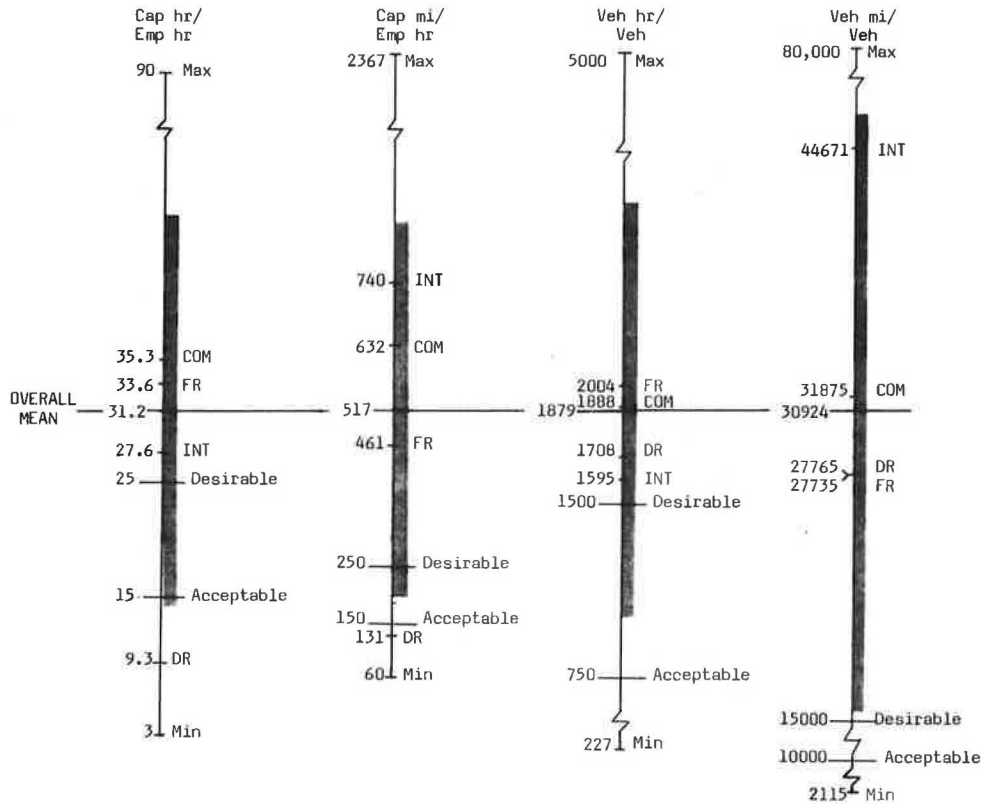 Cap hr/
Emp hr
Cap mi/
Emp hr
Veh hr/
Veh
Veh mi/
Veh
90 Max
2367 Max
5000 Max
80,000 Max
44671 INT
740 INT
632 COM
35.3 COM
33.6 FR
2004 FR
1888 COM
31875 COM
OVERALL
MEAN
31.2
517
1879
30924
461 FR
27.6 INT
1708 DR
27765 DR
27735 FR
25 Desirable
1595 INT
1500 Desirable
250 Desirable
15 Acceptable
150 Acceptable
131 DR
9.3 DR
60 Min
750 Acceptable
15000 Desirable
3 Min
227 Min
10000 Acceptable
2115 Min